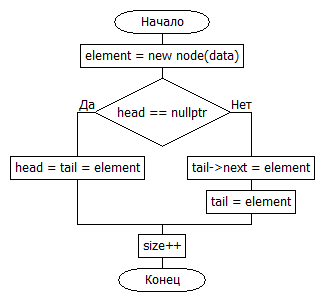 Начало
element = new node(data)
head == nullptr
Да
Нет
head = tail = element
tail->next = element
tail = element
size++
Конец